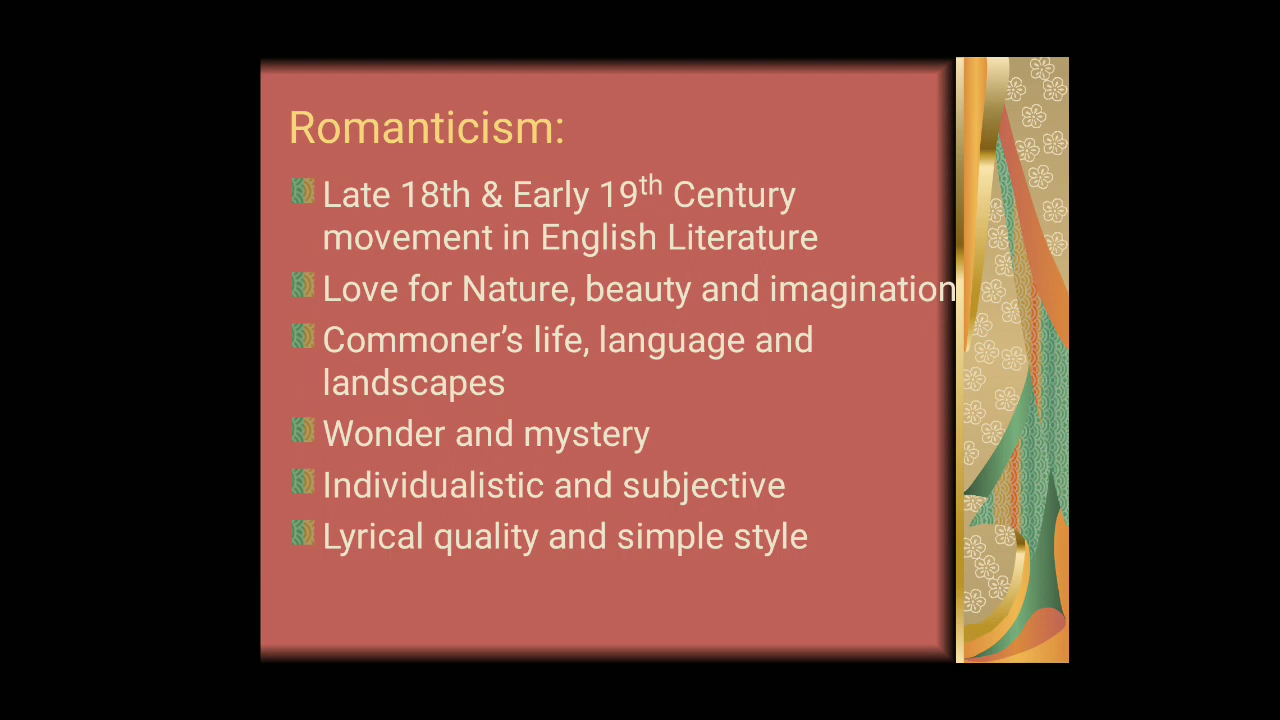 Romanticism:
Late 18th & Early 19th Century
movement in English Literature
Love for Nature, beauty and imagination
Commoner’s life, language and
landscapes
Wonder and mystery
Individualistic and subjective
Lyrical quality and simple style